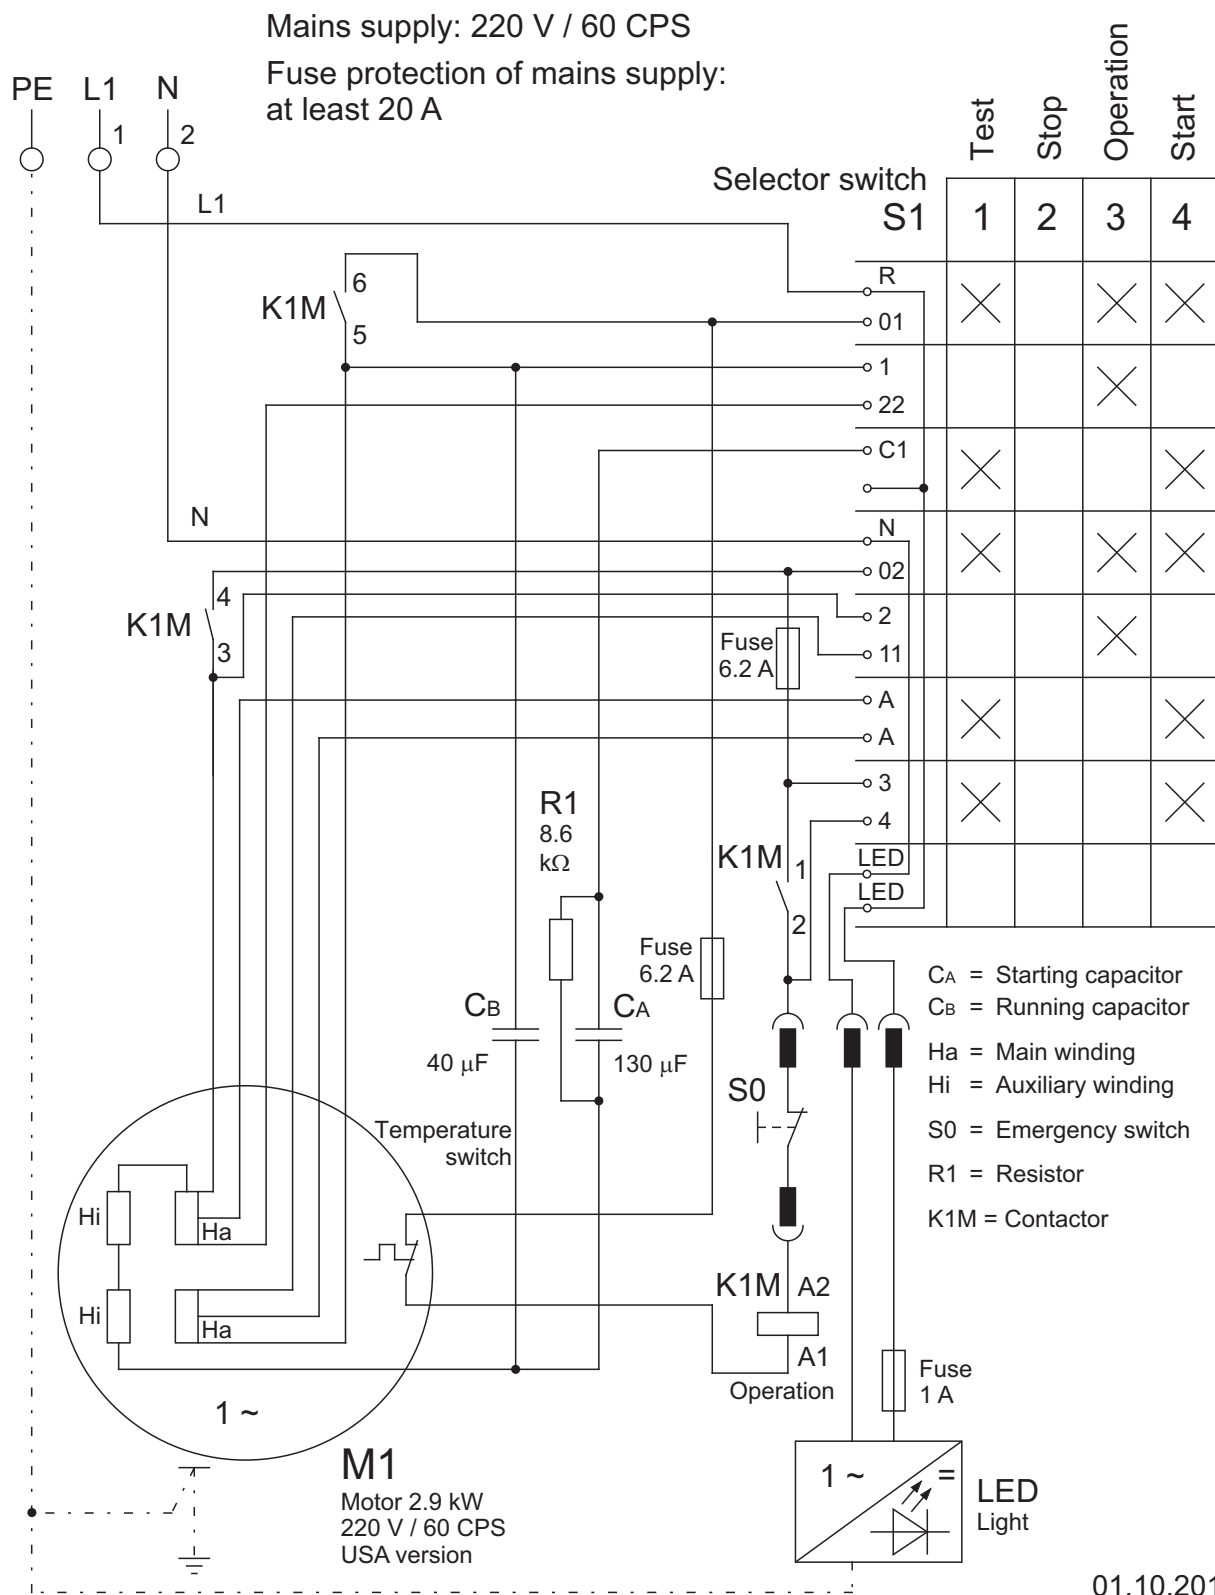 Mains supply: 220 V / 60 CPS
Fuse protection of mains supply:
at least 20 A
PE L1 N
1 2
Test
Stop
Operation
Start
Selector switch
S1 1 2 3 4
L1
R
01
K1M
6
5
1
22
C1
N
N
02
K1M
4
3
2
11
Fuse
6.2 A
A
A
3
4
R1
8.6
kΩ
K1M
1
2
LED
LED
Fuse
6.2 A
CB
40 μF
CA
130 μF
CA = Starting capacitor
CB = Running capacitor
Ha = Main winding
Hi = Auxiliary winding
S0 = Emergency switch
R1 = Resistor
K1M = Contactor
S0
Temperature
switch
Hi
Ha
Hi
Ha
K1M A2
A1
Operation
Fuse
1 A
1 ~
M1
Motor 2.9 kW
220 V / 60 CPS
USA version
1 ~ =
LED
Light
01.10.201